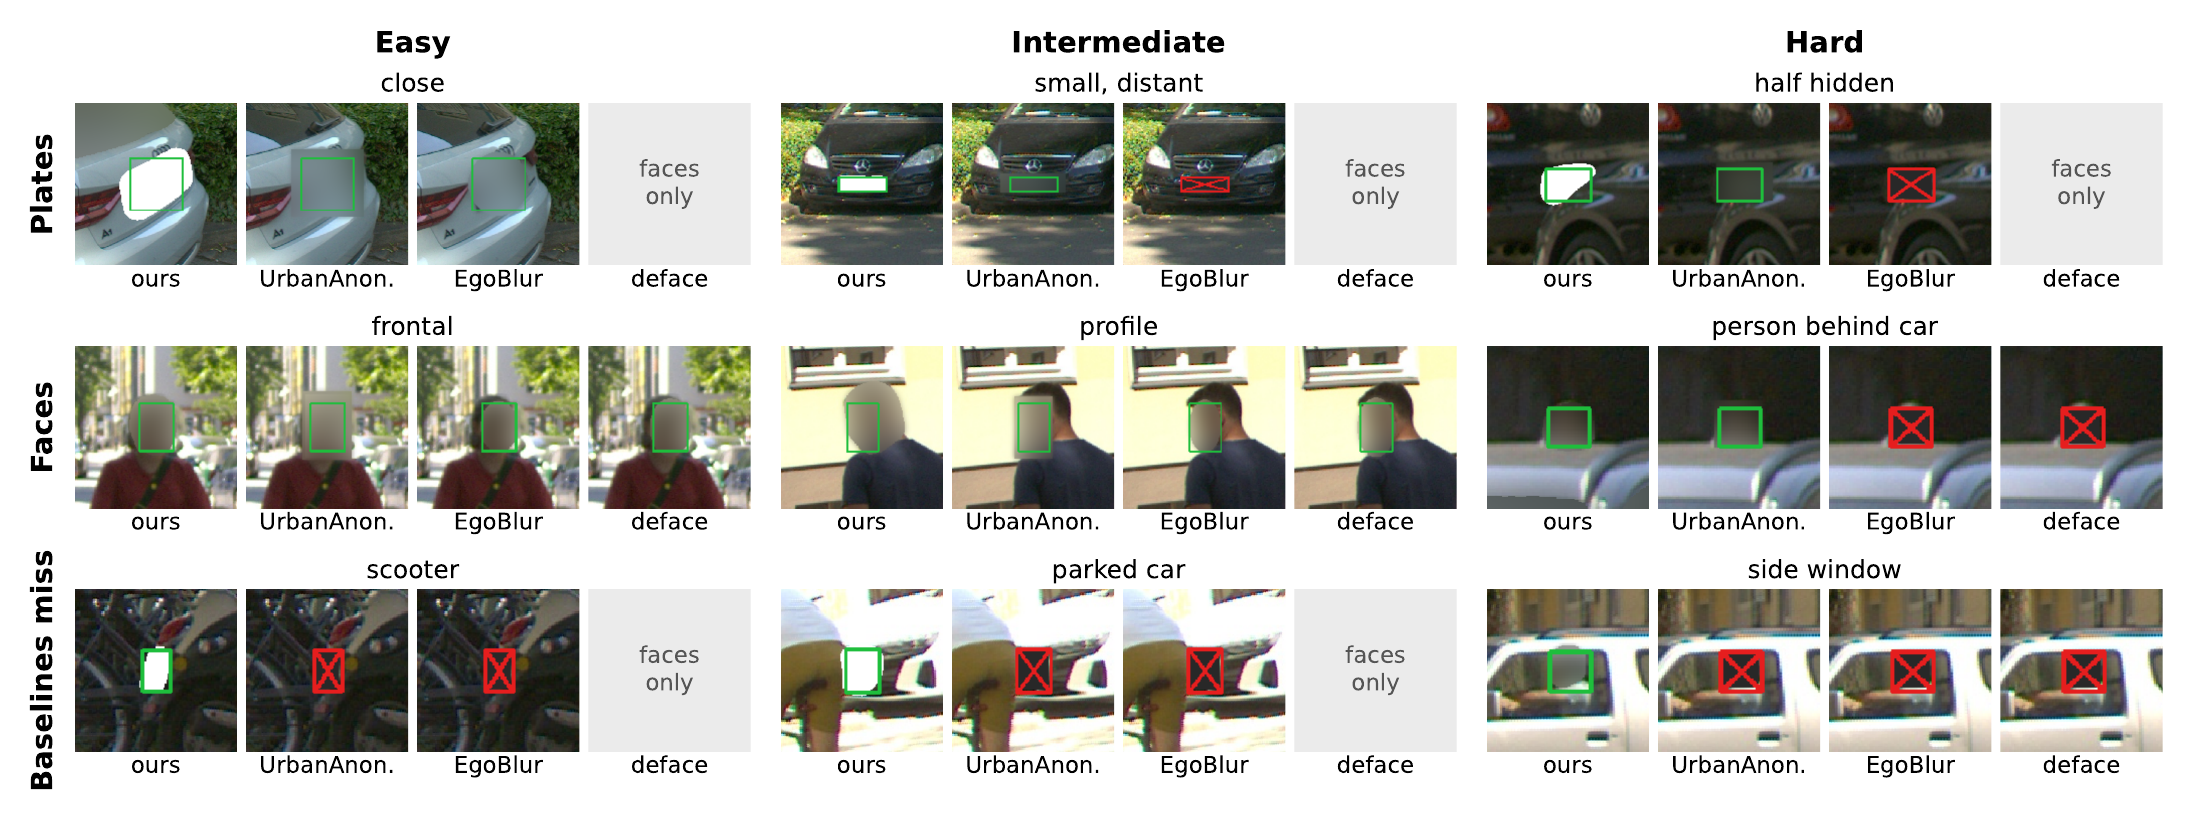 Easy
Intermediate
Hard
Plates
close
small, distant
half hidden
A1
A1
A1
faces
only
faces
only
faces
only
ours
UrbanAnon.
EgoBlur
deface
ours
UrbanAnon.
EgoBlur
deface
ours
UrbanAnon.
EgoBlur
deface
Faces
frontal
profile
person behind car
ours
UrbanAnon.
EgoBlur
deface
ours
UrbanAnon.
EgoBlur
deface
ours
UrbanAnon.
EgoBlur
deface
Baselines miss
scooter
parked car
side window
faces
only
faces
only
ours
UrbanAnon.
EgoBlur
deface
ours
UrbanAnon.
EgoBlur
deface
ours
UrbanAnon.
EgoBlur
deface